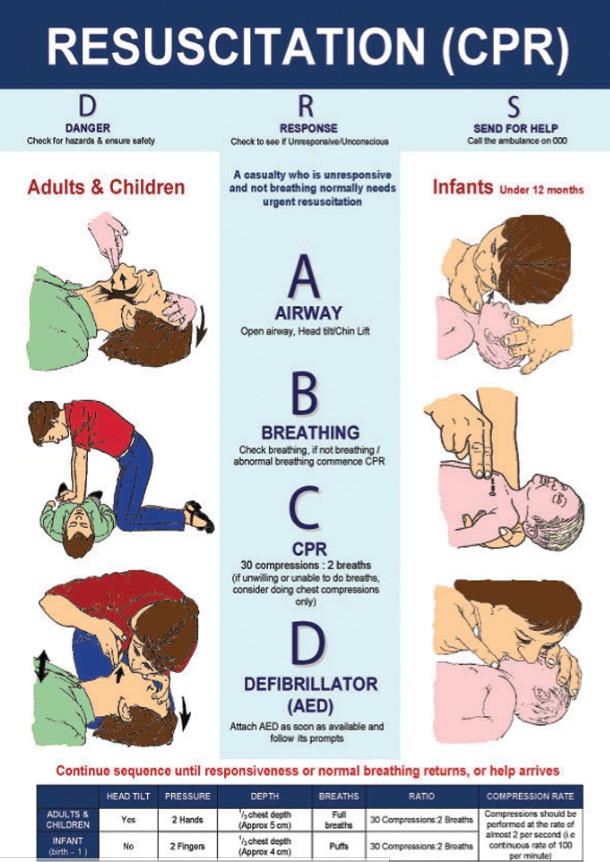 RESUSCITATION (CPR)
D
DANGER
Check for hazards & ensure safety
R
RESPONSE
Check to see if Unresponsive/Unconscious
S
SEND FOR HELP
Call the ambulance on 000
Adults & Children
A casualty who is unresponsive
and not breathing normally needs
urgent resuscitation
Infants Under 12 months
A
AIRWAY
Open airway, Head tilt/Chin Lift
B
BREATHING
Check breathing, if not breathing /
abnormal breathing commence CPR
C
CPR
30 compressions : 2 breaths
(if unwilling or unable to do breaths,
consider doing chest compressions
only)
D
DEFIBRILLATOR
(AED)
Attach AED as soon as available and
follow its prompts
Continue sequence until responsiveness or normal breathing returns, or help arrives
HEAD TILT PRESSURE DEPTH BREATHS RATIO COMPRESSION RATE
ADULTS & CHILDREN Yes 2 Hands 1/3 chest depth (Approx 5 cm) Full breaths 30 Compressions:2 Breaths
INFANT (birth – 1) No 2 Fingers 1/3 chest depth (Approx 4 cm) Puffs 30 Compressions:2 Breaths
Compressions should be
performed at the rate of
almost 2 per second (i.e
continuous rate of 100
per minute)